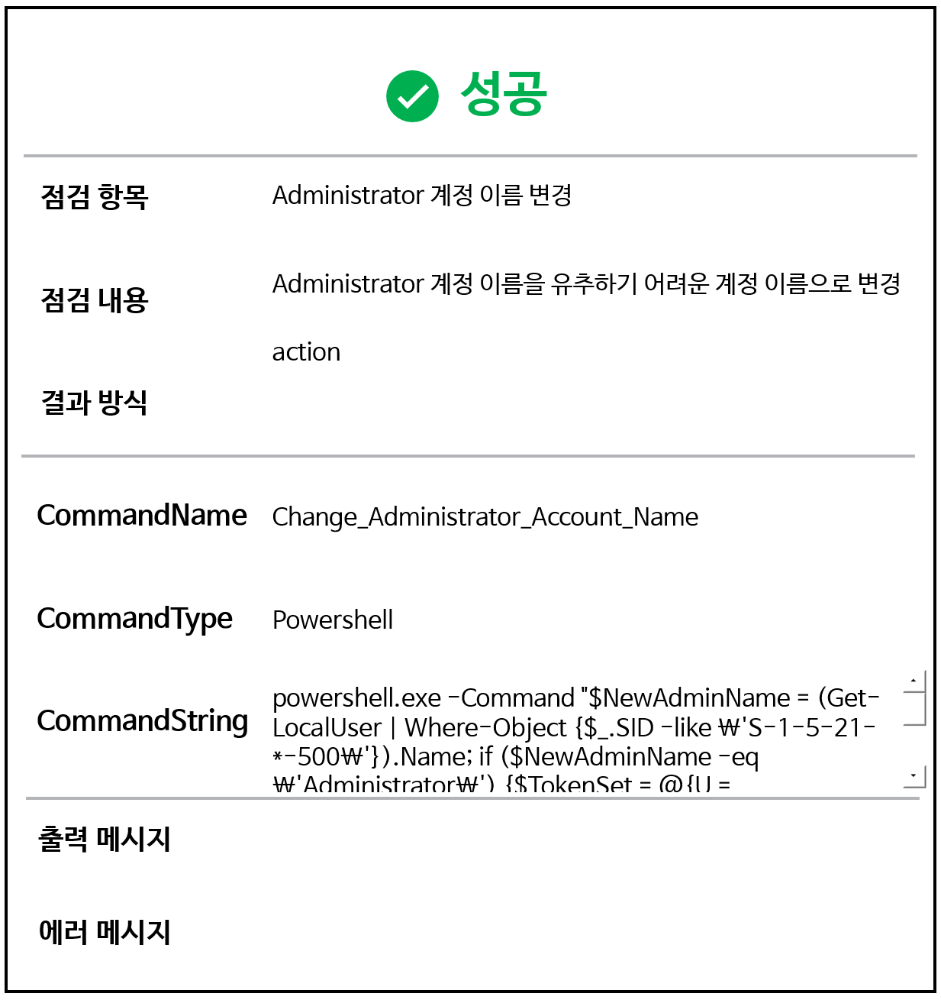 성공
점검 항목 Administrator 계정 이름 변경
점검 내용 Administrator 계정 이름을 유추하기 어려운 계정 이름으로 변경
결과 방식 action
CommandName Change_Administrator_Account_Name
CommandType Powershell
CommandString powershell.exe -Command "$NewAdminName = (Get-
LocalUser | Where-Object {$_.SID -like ₩'S-1-5-21-
*-500₩'}).Name; if ($NewAdminName -eq
₩'Administrator₩') {$TokenSet = @{U =
출력 메시지
에러 메시지